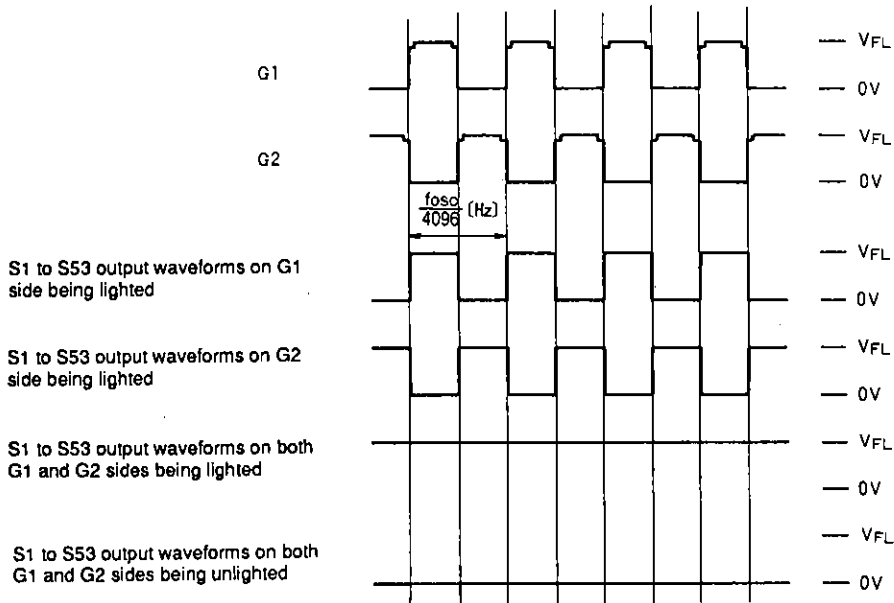 G1
VFL
0V
G2
VFL
0V
fosc
4096 (Hz)
S1 to S53 output waveforms on G1
side being lighted
VFL
0V
S1 to S53 output waveforms on G2
side being lighted
VFL
0V
S1 to S53 output waveforms on both
G1 and G2 sides being lighted
VFL
0V
S1 to S53 output waveforms on both
G1 and G2 sides being unlighted
VFL
0V